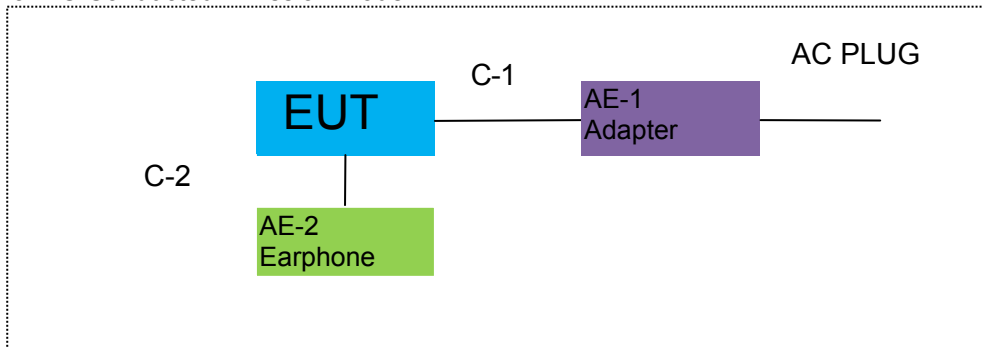 AC PLUG
C-1
EUT
AE-1
Adapter
C-2
AE-2
Earphone